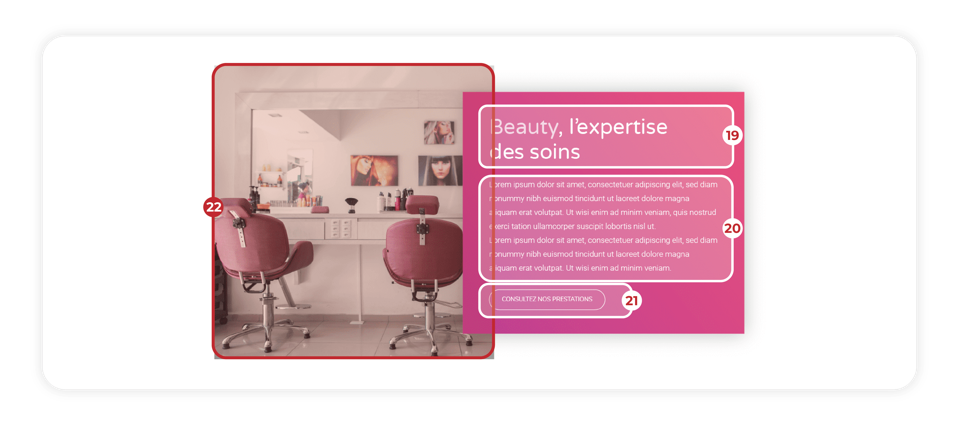 Beauty, l'expertise
des soins
19
Lorem ipsum dolor sit amet, consectetuer adipiscing elit, sed diam
nonummy nibh euismod tincidunt ut laoreet dolore magna
aliquam erat volutpat. Ut wisi enim ad minim veniam, quis nostrud
exerci tation ullamcorper suscipit lobortis nisl ut.
Lorem ipsum dolor sit amet, consectetuer adipiscing elit, sed diam
nonummy nibh euismod tincidunt ut laoreet dolore magna
aliquam erat volutpat. Ut wisi enim ad minim veniam.
20
CONSULTEZ NOS PRESTATIONS
21
22